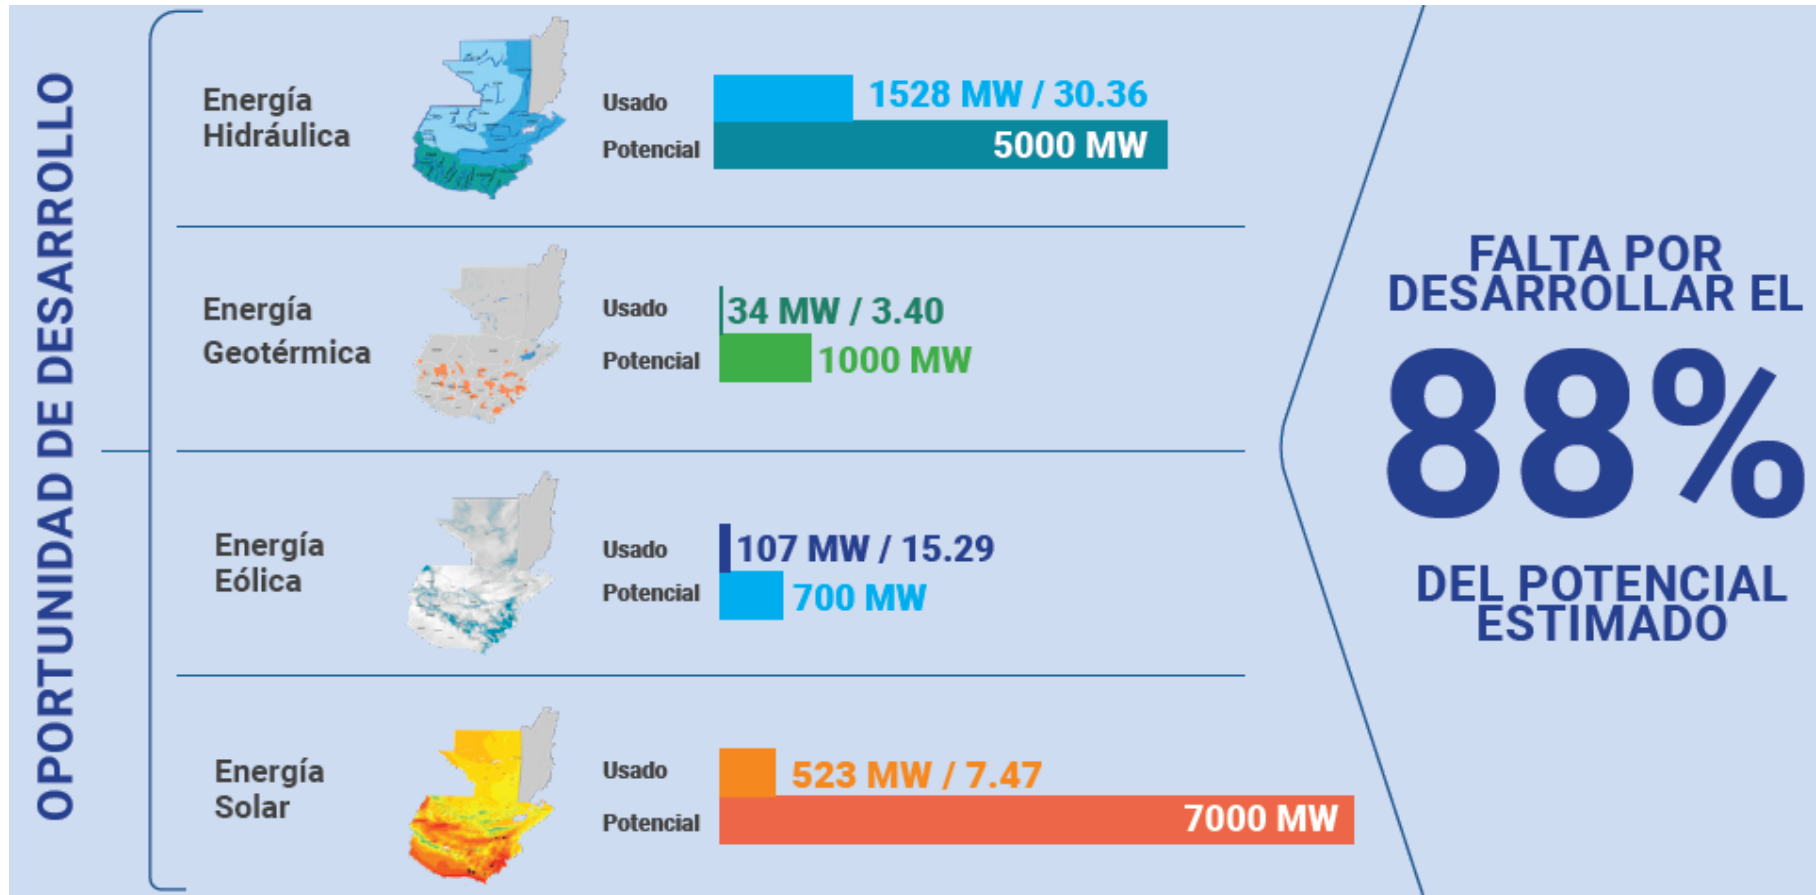 OPORTUNIDAD DE DESARROLLO
Energía
Hidráulica
Usado
1528 MW / 30.36
Potencial
5000 MW
Energía
Geotérmica
Usado
34 MW / 3.40
Potencial
1000 MW
Energía
Eólica
Usado
107 MW / 15.29
Potencial
700 MW
Energía
Solar
Usado
523 MW / 7.47
Potencial
7000 MW
FALTA POR
DESARROLLAR EL
88%
DEL POTENCIAL
ESTIMADO